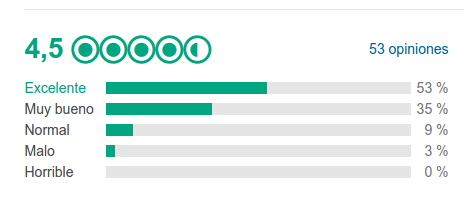 4,5 53 opiniones
Excelente 53 %
Muy bueno 35 %
Normal 9 %
Malo 3 %
Horrible 0 %